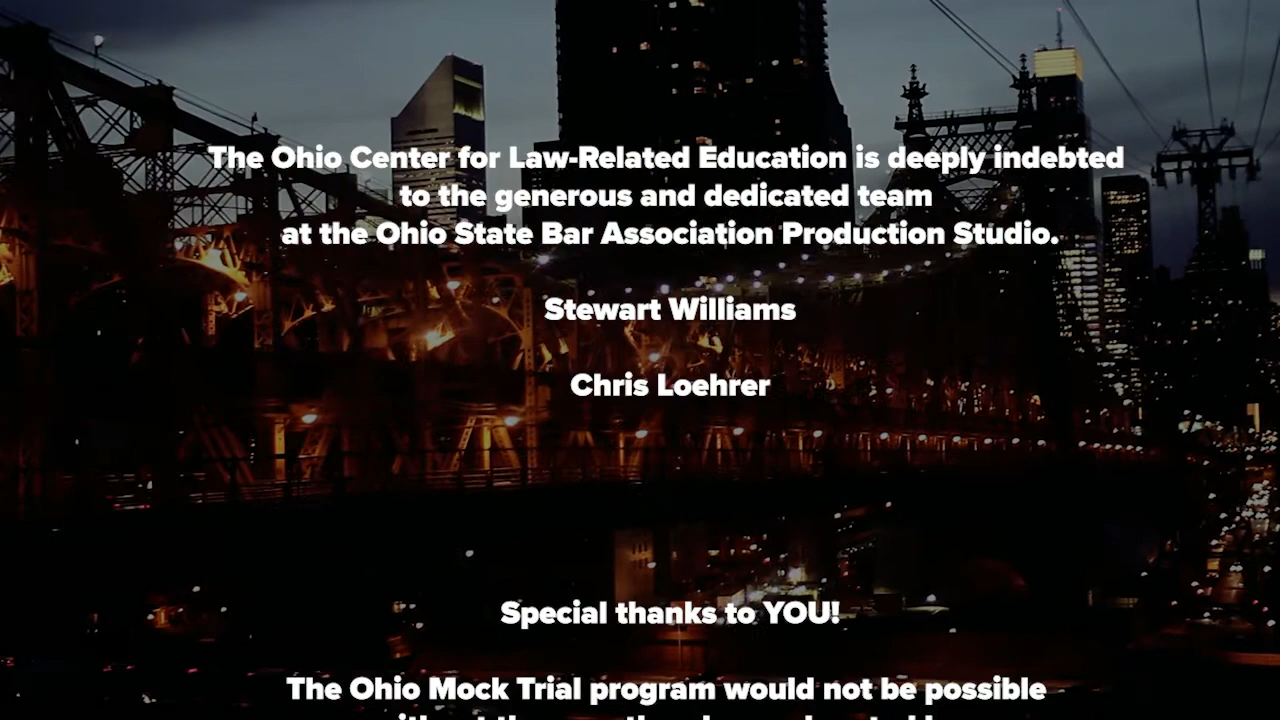 The Ohio Center for Law-Related Education is deeply indebted
to the generous and dedicated team
at the Ohio State Bar Association Production Studio.
Stewart Williams
Chris Loehrer
Special thanks to YOU!
The Ohio Mock Trial program would not be possible